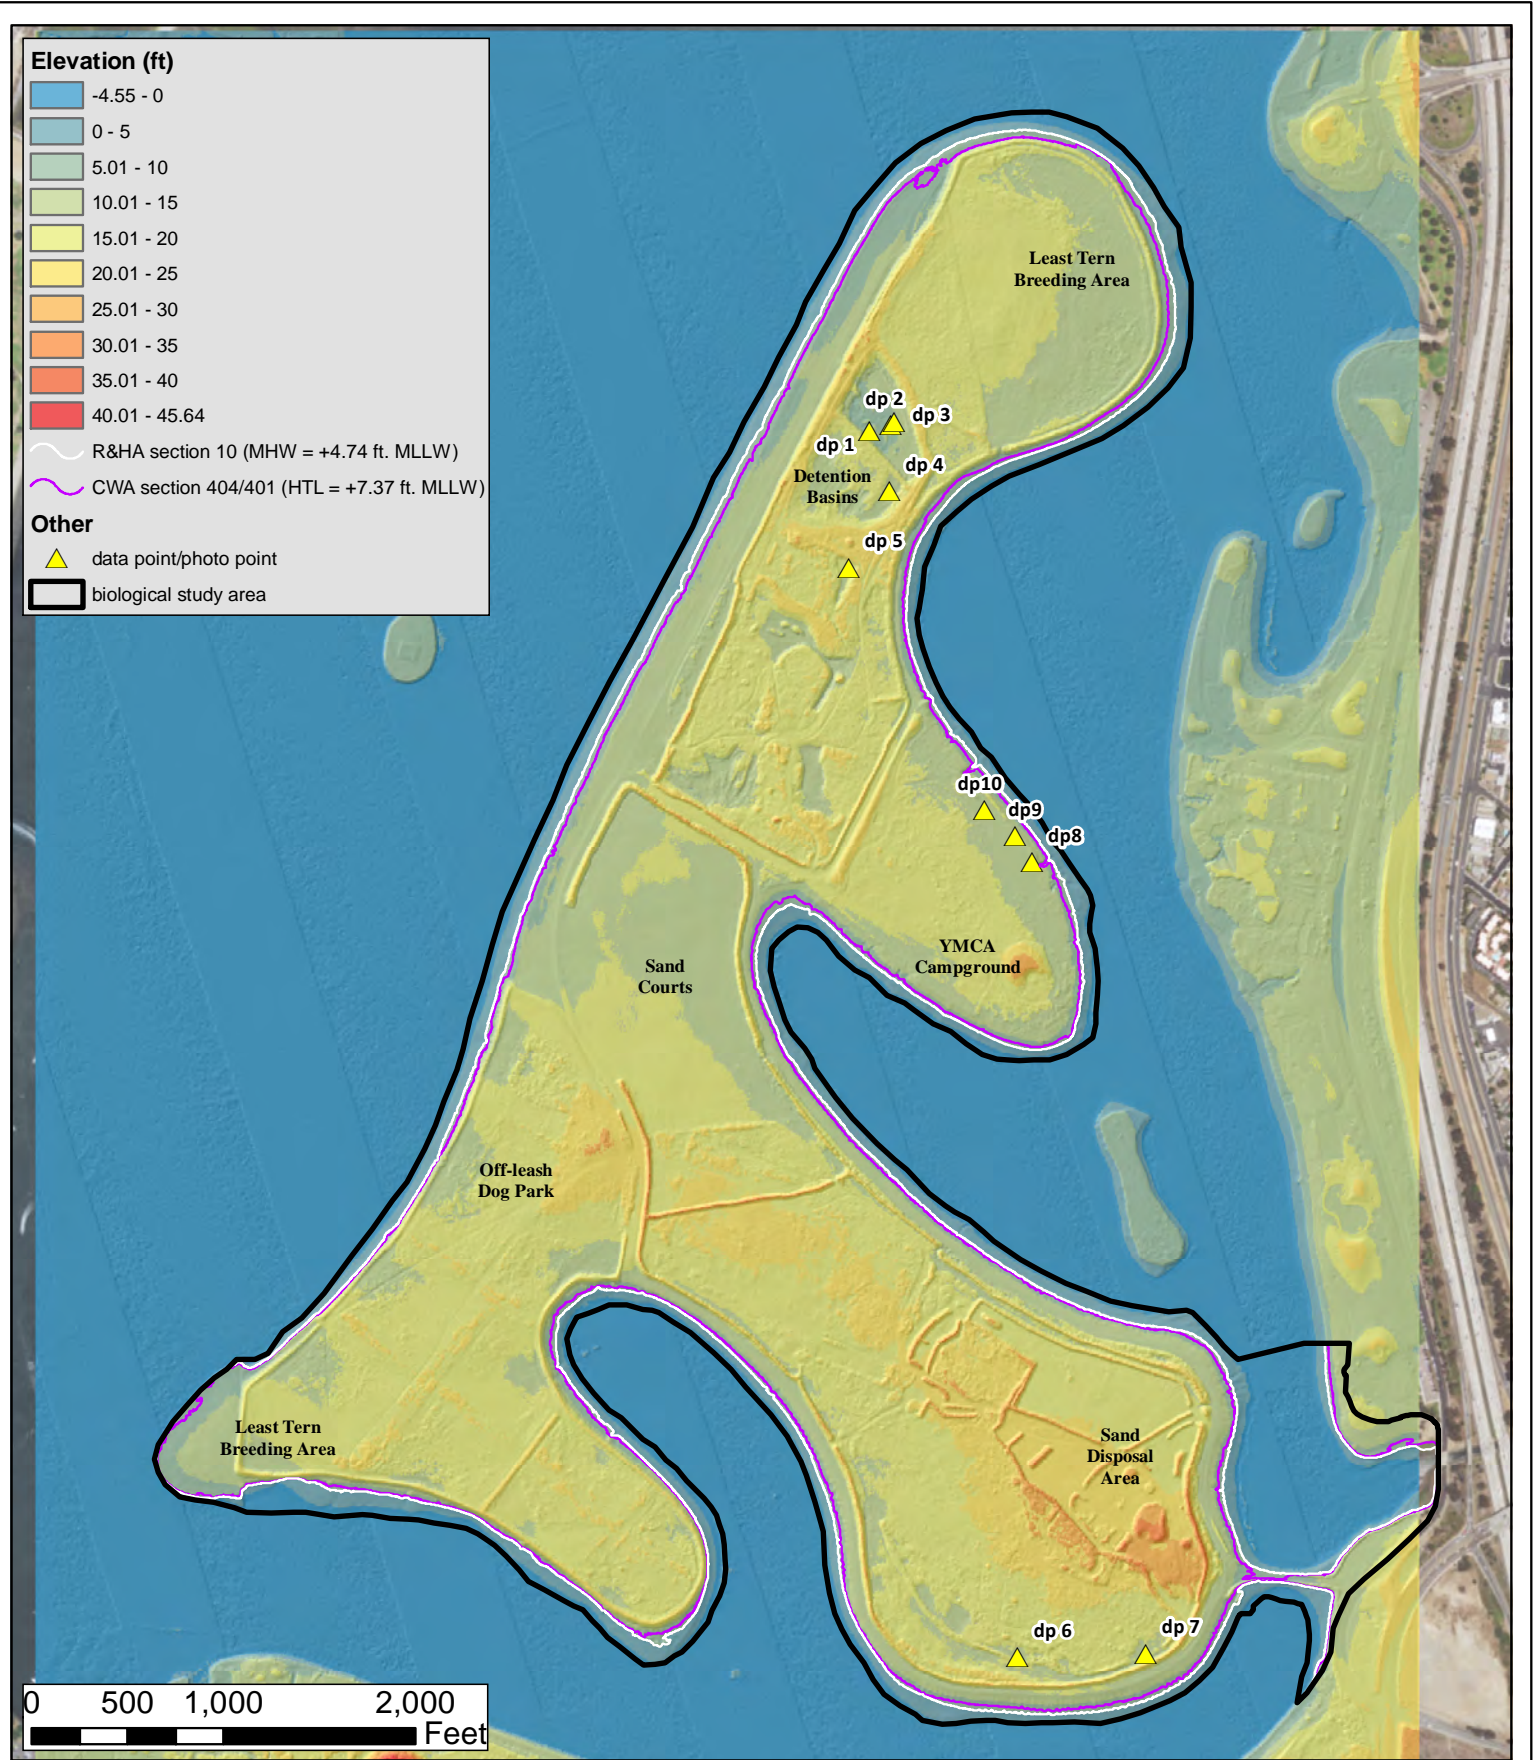 Elevation (ft)
-4.55 - 0
0 - 5
5.01 - 10
10.01 - 15
15.01 - 20
20.01 - 25
25.01 - 30
30.01 - 35
35.01 - 40
40.01 - 45.64
R&HA section 10 (MHW = +4.74 ft. MLLW)
CWA section 404/401 (HTL = +7.37 ft. MLLW)
Other
data point/photo point
biological study area
Least Tern
Breeding Area
dp 2
dp 3
dp 1
dp 4
Detention
Basins
dp 5
dp10
dp9
dp8
YMCA
Campground
Sand
Courts
Off-leash
Dog Park
Least Tern
Breeding Area
Sand
Disposal
Area
dp 6
dp 7
0 500 1,000 2,000
Feet